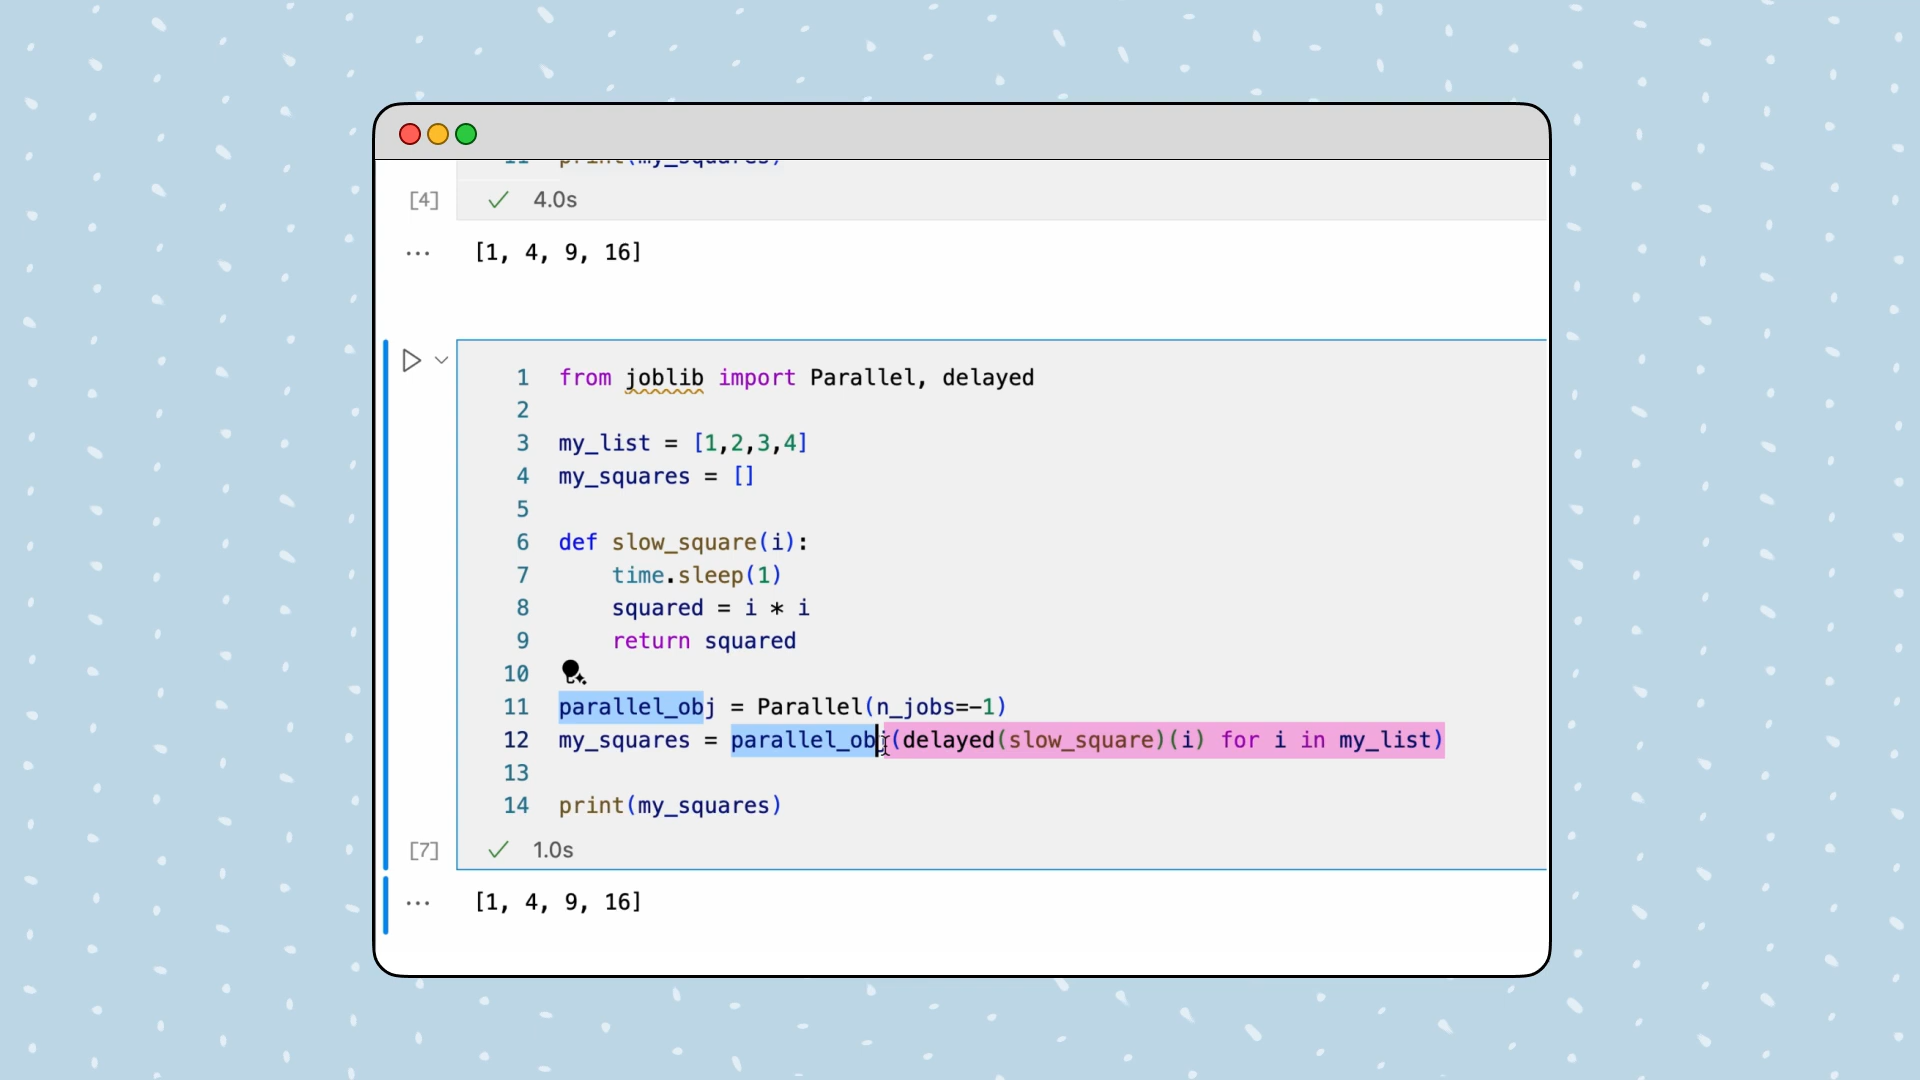 11 print(my_squares)
[4] 4.0s
... [1, 4, 9, 16]
1 from joblib import Parallel, delayed
2
3 my_list = [1,2,3,4]
4 my_squares = []
5
6 def slow_square(i):
7 time.sleep(1)
8 squared = i * i
9 return squared
10
11 parallel_obj = Parallel(n_jobs=-1)
12 my_squares = parallel_obj(delayed(slow_square)(i) for i in my_list)
13
14 print(my_squares)
[7] 1.0s
... [1, 4, 9, 16]